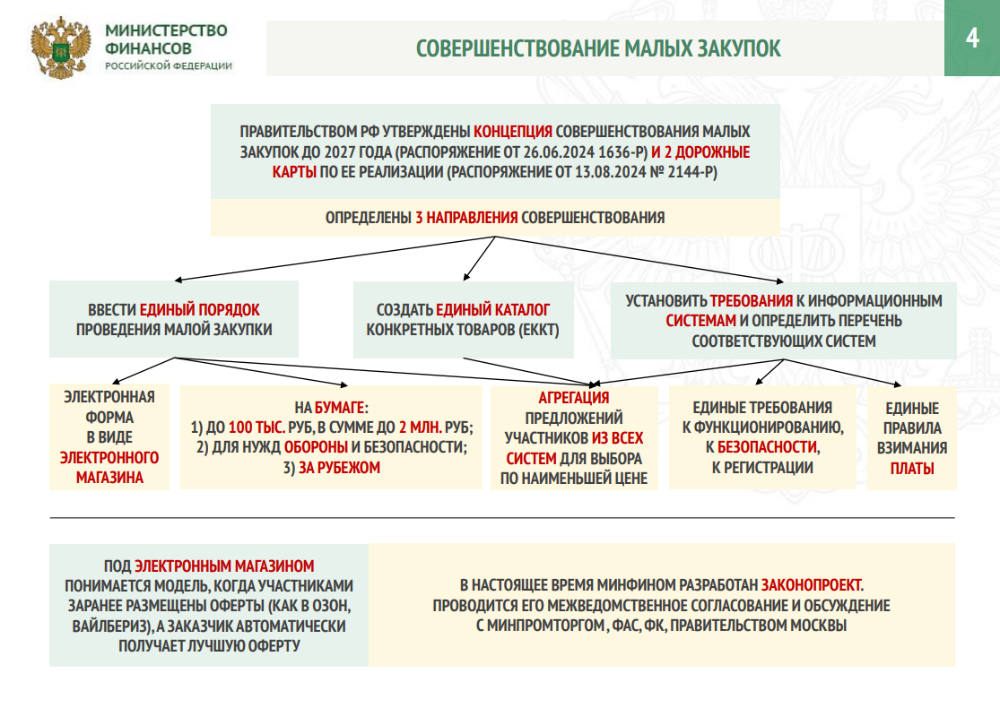 МИНИСТЕРСТВО
ФИНАНСОВ
РОССИЙСКОЙ ФЕДЕРАЦИИ
СОВЕРШЕНСТВОВАНИЕ МАЛЫХ ЗАКУПОК
4
ПРАВИТЕЛЬСТВОМ РФ УТВЕРЖДЕНЫ КОНЦЕПЦИЯ СОВЕРШЕНСТВОВАНИЯ МАЛЫХ
ЗАКУПОК ДО 2027 ГОДА (РАСПОРЯЖЕНИЕ ОТ 26.06.2024 1636-Р) И 2 ДОРОЖНЫЕ
КАРТЫ ПО ЕЕ РЕАЛИЗАЦИИ (РАСПОРЯЖЕНИЕ ОТ 13.08.2024 № 2144-Р)
ОПРЕДЕЛЕНЫ 3 НАПРАВЛЕНИЯ СОВЕРШЕНСТВОВАНИЯ
ВВЕСТИ ЕДИНЫЙ ПОРЯДОК
ПРОВЕДЕНИЯ МАЛОЙ ЗАКУПКИ
СОЗДАТЬ ЕДИНЫЙ КАТАЛОГ
КОНКРЕТНЫХ ТОВАРОВ (ЕККТ)
УСТАНОВИТЬ ТРЕБОВАНИЯ К ИНФОРМАЦИОННЫМ
СИСТЕМАМ И ОПРЕДЕЛИТЬ ПЕРЕЧЕНЬ
СООТВЕТСТВУЮЩИХ СИСТЕМ
ЭЛЕКТРОННАЯ
ФОРМА
В ВИДЕ
ЭЛЕКТРОННОГО
МАГАЗИНА
НА БУМАГЕ:
1) ДО 100 ТЫС. РУБ, В СУММЕ ДО 2 МЛН. РУБ;
2) ДЛЯ НУЖД ОБОРОНЫ И БЕЗОПАСНОСТИ;
3) ЗА РУБЕЖОМ
АГРЕГАЦИЯ
ПРЕДЛОЖЕНИЙ
УЧАСТНИКОВ ИЗ ВСЕХ
СИСТЕМ ДЛЯ ВЫБОРА
ПО НАИМЕНЬШЕЙ ЦЕНЕ
ЕДИНЫЕ ТРЕБОВАНИЯ
К ФУНКЦИОНИРОВАНИЮ,
К БЕЗОПАСНОСТИ,
К РЕГИСТРАЦИИ
ЕДИНЫЕ
ПРАВИЛА
ВЗИМАНИЯ
ПЛАТЫ
ПОД ЭЛЕКТРОННЫМ МАГАЗИНОМ
ПОНИМАЕТСЯ МОДЕЛЬ, КОГДА УЧАСТНИКАМИ
ЗАРАНЕЕ РАЗМЕЩЕНЫ ОФЕРТЫ (КАК В ОЗОН,
ВАЙЛЬБЕРИЗ), А ЗАКАЗЧИК АВТОМАТИЧЕСКИ
ПОЛУЧАЕТ ЛУЧШУЮ ОФЕРТУ
В НАСТОЯЩЕЕ ВРЕМЯ МИНФИНОМ РАЗРАБОТАН ЗАКОНОПРОЕКТ.
ПРОВОДИТСЯ ЕГО МЕЖВЕДОМСТВЕННОЕ СОГЛАСОВАНИЕ И ОБСУЖДЕНИЕ
С МИНПРОМТОРГОМ , ФАС, ФК, ПРАВИТЕЛЬСТВОМ МОСКВЫ